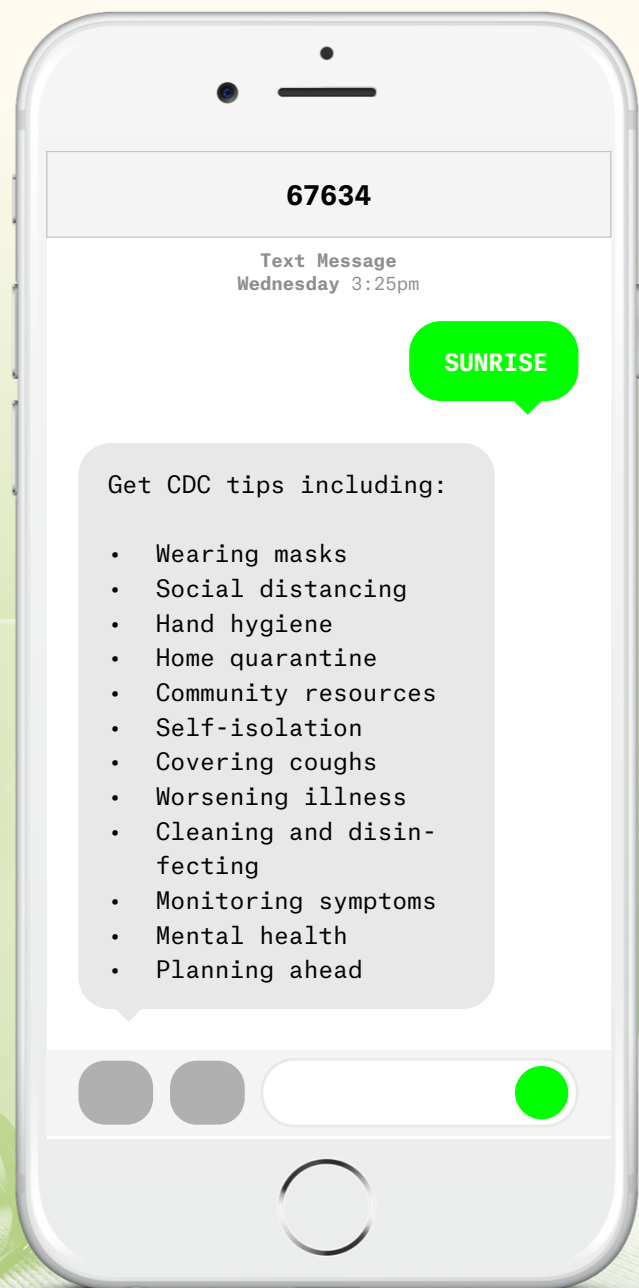 67634
Text Message
Wednesday 3:25pm
SUNRISE
Get CDC tips including:
• Wearing masks
• Social distancing
• Hand hygiene
• Home quarantine
• Community resources
• Self-isolation
• Covering coughs
• Worsening illness
• Cleaning and disin-
fecting
• Monitoring symptoms
• Mental health
• Planning ahead